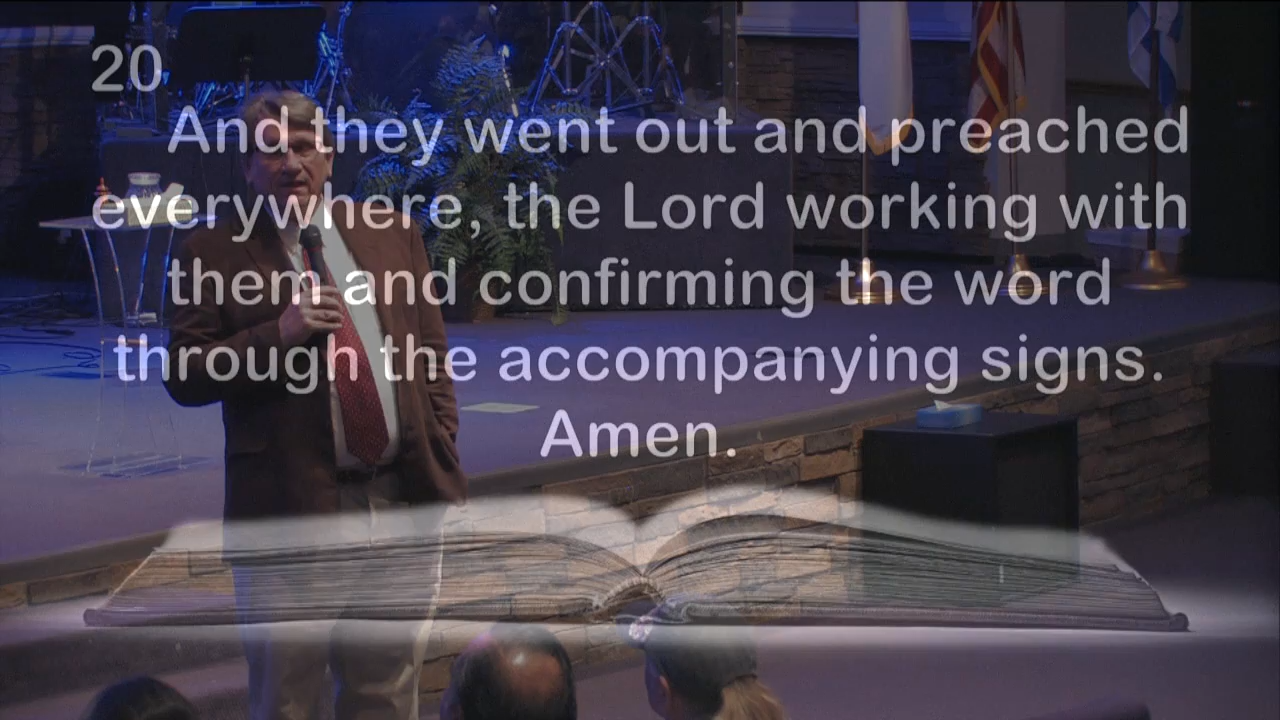 20
And they went out and preached
everywhere, the Lord working with
them and confirming the word
through the accompanying signs.
Amen.